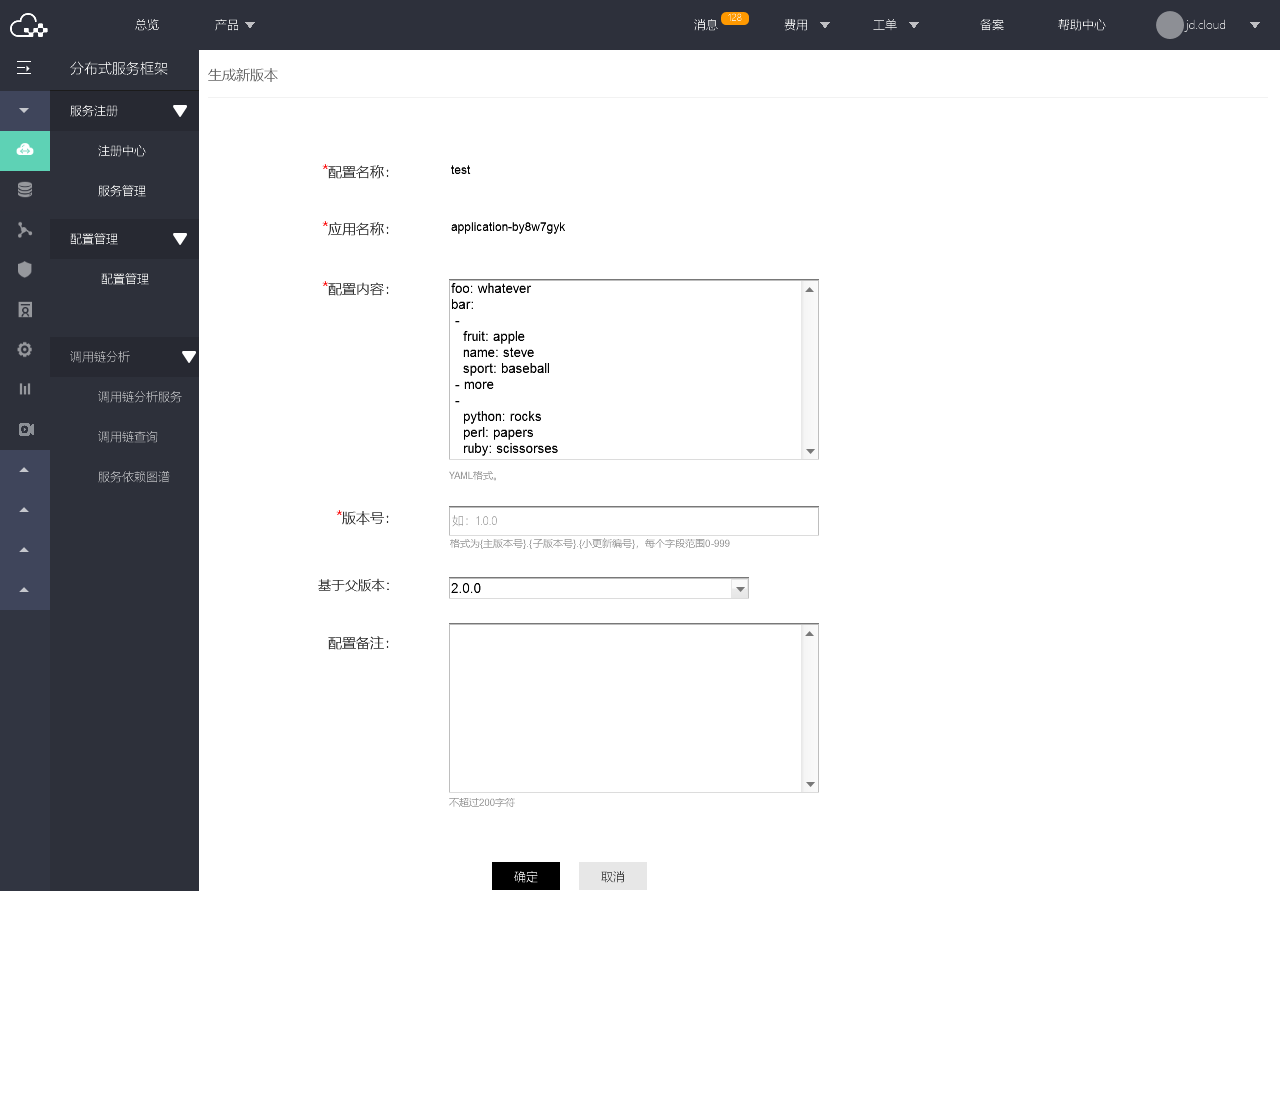 总览
产品
消息
128
费用
工单
备案
帮助中心
jd.cloud
分布式服务框架
服务注册
注册中心
服务管理
配置管理
配置管理
调用链分析
调用链分析服务
调用链查询
服务依赖图谱
生成新版本
*配置名称：
test
*应用名称：
application-by8w7gyk
*配置内容：
foo: whatever
bar:
-
fruit: apple
name: steve
sport: baseball
- more
-
python: rocks
perl: papers
ruby: scissorses
YAML格式。
*版本号：
如：1.0.0
格式为{主版本号}.{子版本号}.{小更新编号}，每个字段范围0-999
基于父版本：
2.0.0
配置备注：
不超过200字符
确定
取消